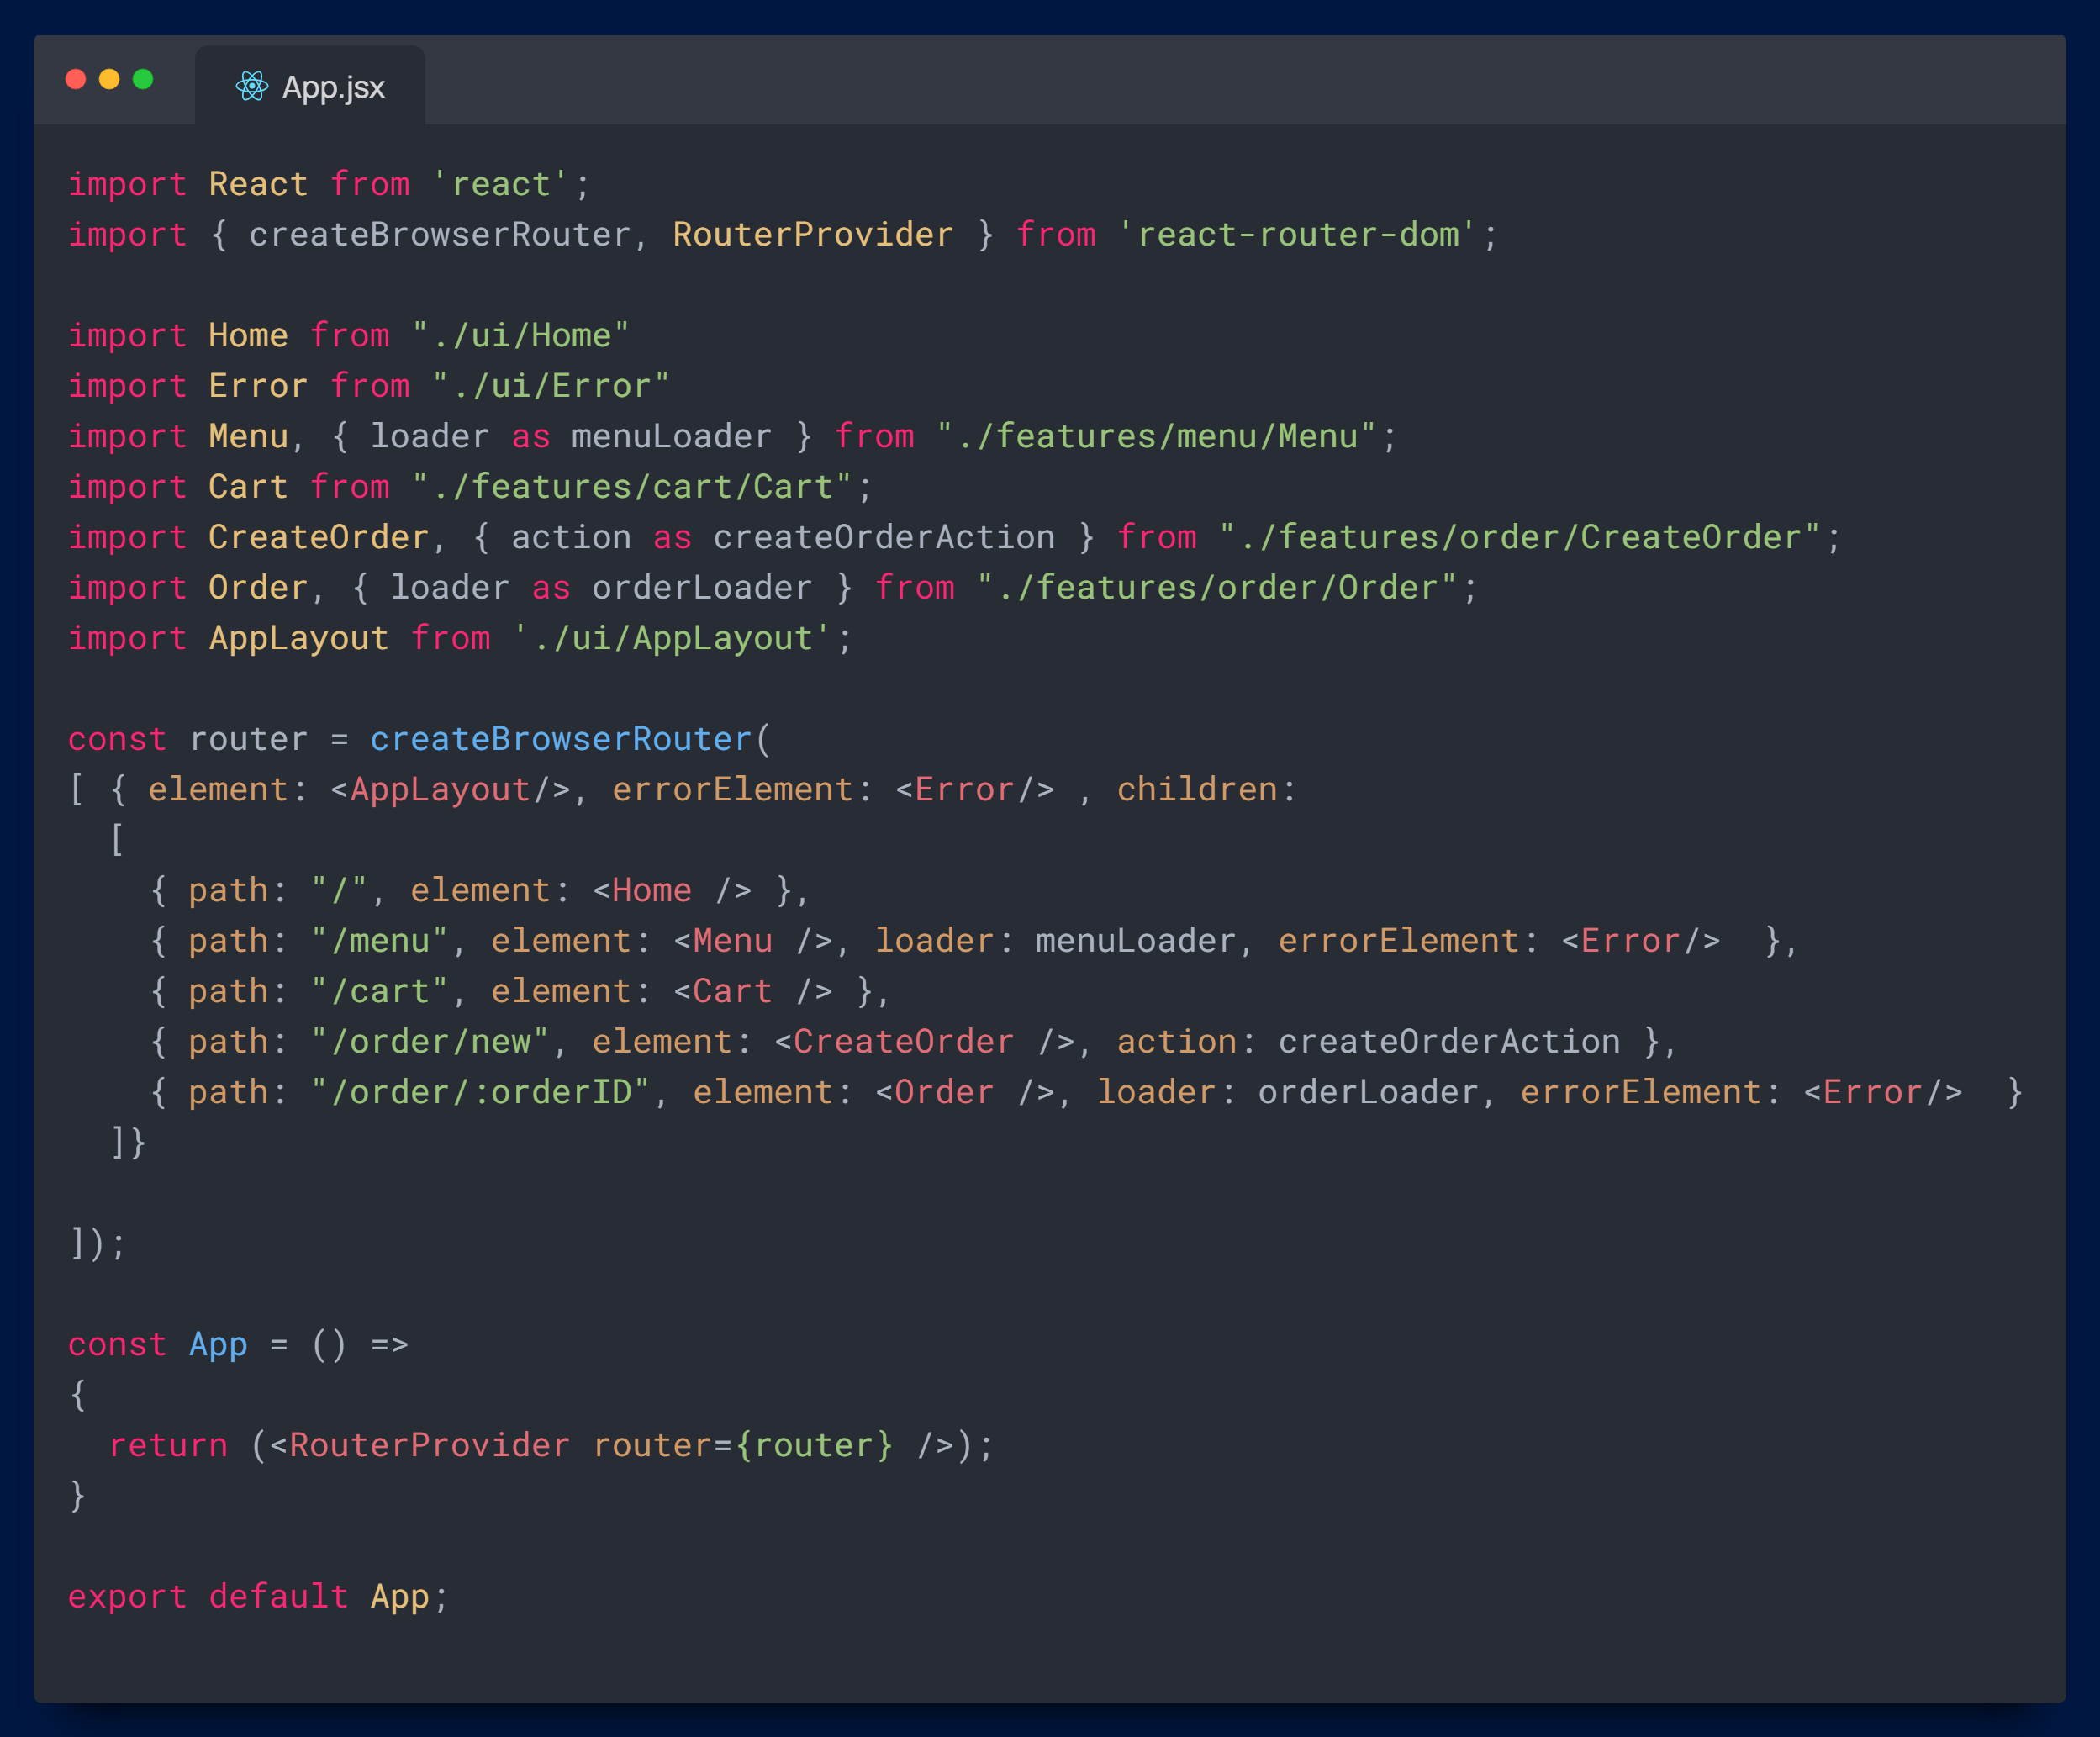 App.jsx
import React from 'react';
import { createBrowserRouter, RouterProvider } from 'react-router-dom';
import Home from "./ui/Home"
import Error from "./ui/Error"
import Menu, { loader as menuLoader } from "./features/menu/Menu";
import Cart from "./features/cart/Cart";
import CreateOrder, { action as createOrderAction } from "./features/order/CreateOrder";
import Order, { loader as orderLoader } from "./features/order/Order";
import AppLayout from './ui/AppLayout';
const router = createBrowserRouter(
[ { element: <AppLayout/>, errorElement: <Error/> , children:
  [
    { path: "/", element: <Home /> },
    { path: "/menu", element: <Menu />, loader: menuLoader, errorElement: <Error/>  },
    { path: "/cart", element: <Cart /> },
    { path: "/order/new", element: <CreateOrder />, action: createOrderAction },
    { path: "/order/:orderID", element: <Order />, loader: orderLoader, errorElement: <Error/>  }
  ]}
]);
const App = () =>
{
  return (<RouterProvider router={router} />);
}
export default App;